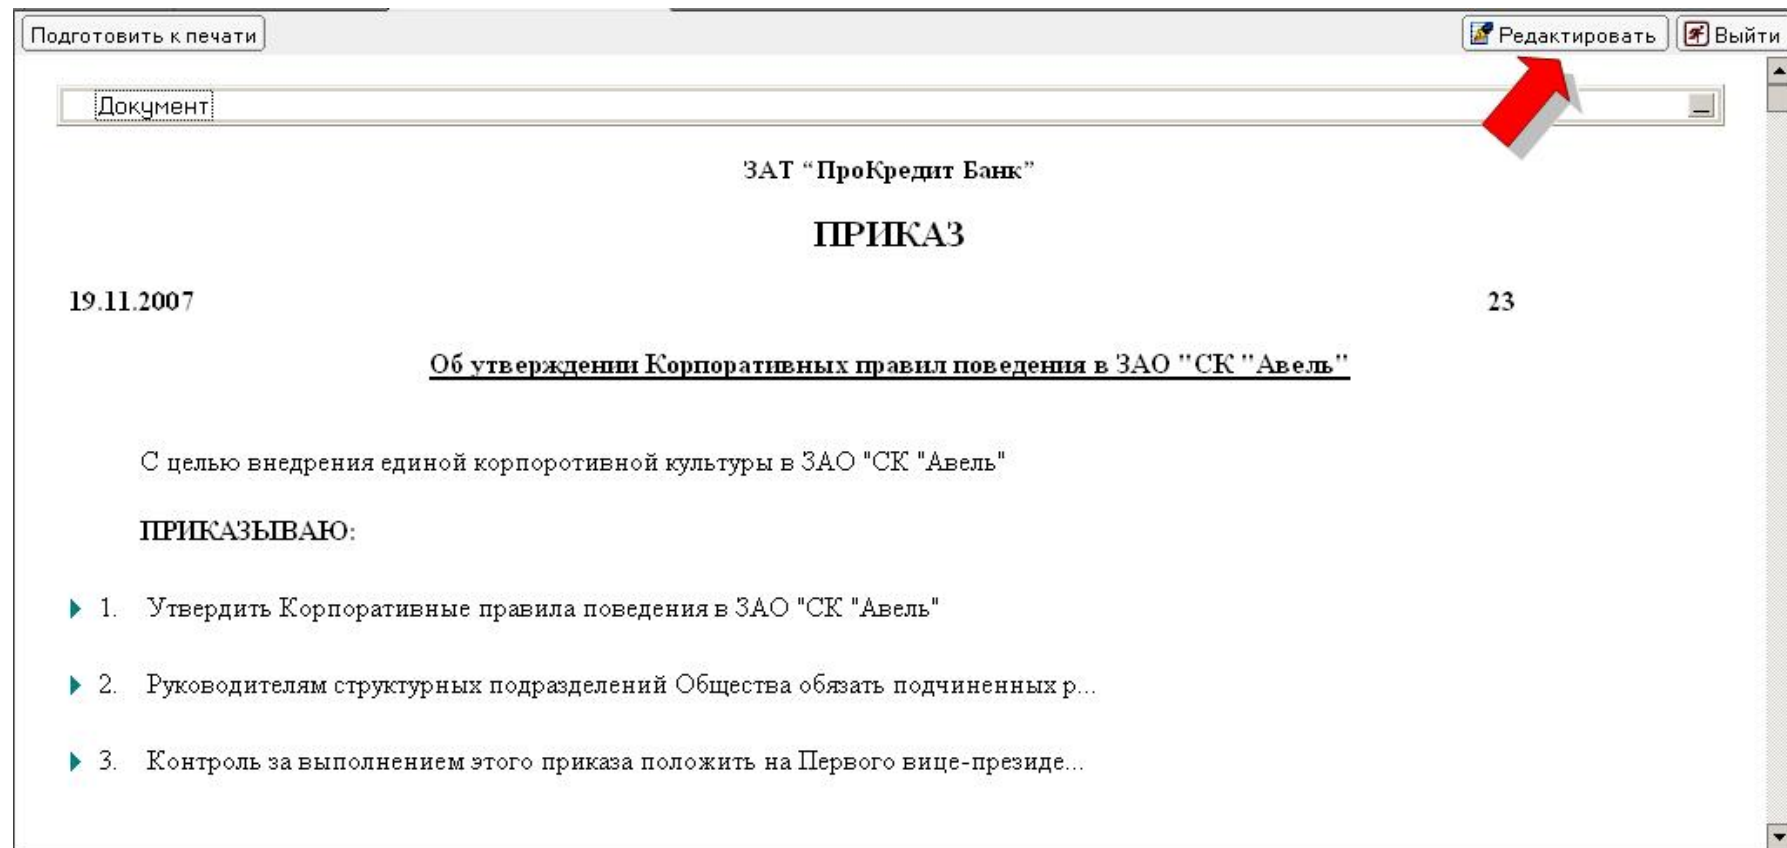 Подготовить к печати Редактировать Выйти
Документ
ЗАТ “ПроКредит Банк”
ПРИКАЗ
19.11.2007 23
Об утверждении Корпоративных правил поведения в ЗАО "СК "Авель"
С целью внедрения единой корпоротивной культуры в ЗАО "СК "Авель"
ПРИКАЗЫВАЮ:
1. Утвердить Корпоративные правила поведения в ЗАО "СК "Авель"
2. Руководителям структурных подразделений Общества обязать подчиненных р...
3. Контроль за выполнением этого приказа положить на Первого вице-президе...